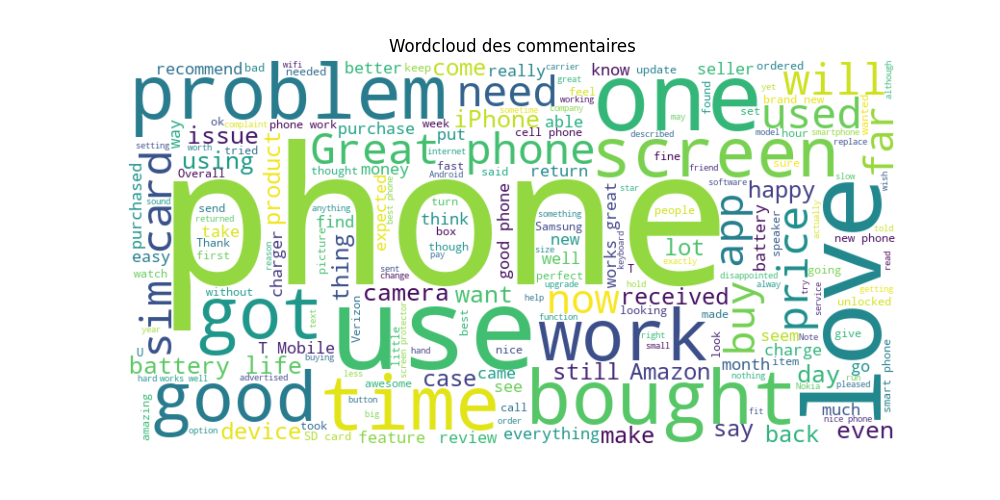 Wordcloud des commentaires
recommend bad wifi needed better keep come really carrier great know update seller ordered although
problem need one will
feel working found set yet brand new used wanted far
way ok complaint phone work purchase week iPhone able company sometime may hour model smartphone
setting worth tried issue put cell phone described replace
using Great phone screen
purchased Overall product thought money fast Android internet said return fine friend sure slow wish
sim card sound send returned take Thank first easy watch without
phone
charger reason anything find picture thing expected best phone turn think box though pay
good phone something Samsung new well size perfect upgrade works great keyboard T people star exactly hold
software lot app happy battery speaker disappointed price try going actually service new phone told read love
year U got text Verizon camera want sent change
now received looking help function made unlocked getting
use work buy
T Mobile buying little screen protector hand best nice right small look seem Note give
battery life
hard works well advertised less awesome case came see still Amazon month item charge nothing day Nokia go run pleased smart phone
good time bought
amazing option device took button big SD card feature review call order everything make fit say back much nice phone even alway